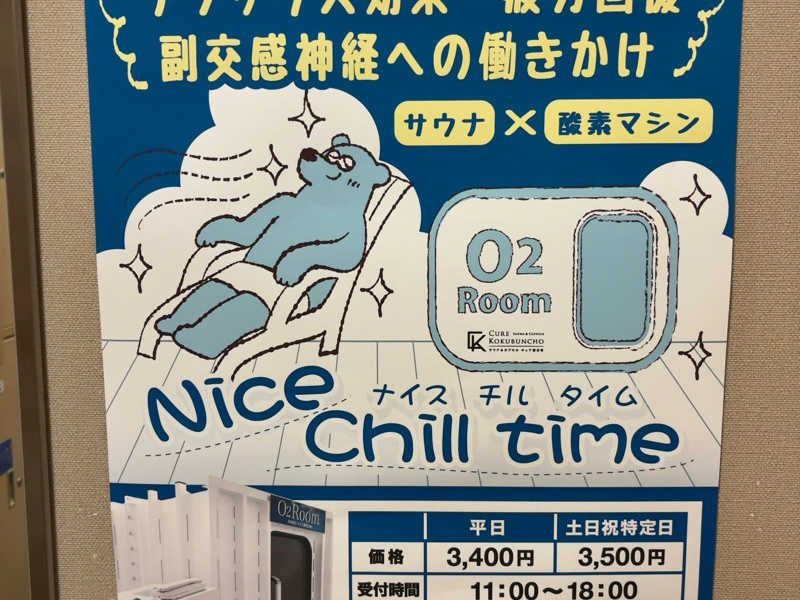 副交感神経への働きかけ
サウナ × 酸素マシン
O2
Room
CURE SAUNA & CAPSULE
KOKUBUNCHO
Nice
ナイス チル タイム
Chill time
O2Room
平日 土日祝特定日
価格 3,400円 3,500円
受付時間 11:00〜18:00